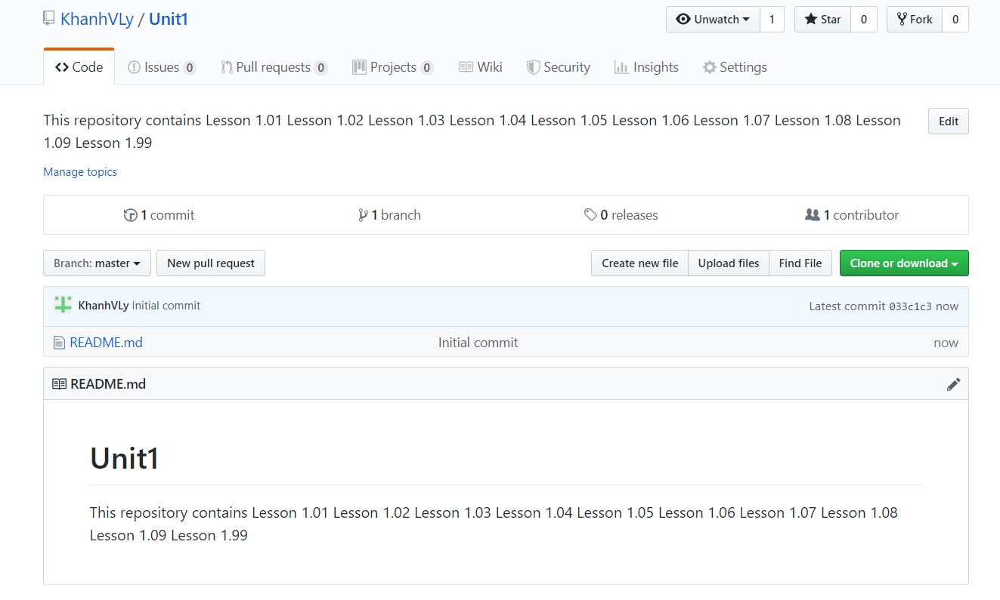 KhanhVLy / Unit1
Unwatch 1 Star 0 Fork 0
Code Issues 0 Pull requests 0 Projects 0 Wiki Security Insights Settings
This repository contains Lesson 1.01 Lesson 1.02 Lesson 1.03 Lesson 1.04 Lesson 1.05 Lesson 1.06 Lesson 1.07 Lesson 1.08 Lesson
1.09 Lesson 1.99
Edit
Manage topics
1 commit 1 branch 0 releases 1 contributor
Branch: master New pull request Create new file Upload files Find File Clone or download
KhanhVLy Initial commit Latest commit 033c1c3 now
README.md Initial commit now
README.md
Unit1
This repository contains Lesson 1.01 Lesson 1.02 Lesson 1.03 Lesson 1.04 Lesson 1.05 Lesson 1.06 Lesson 1.07 Lesson 1.08
Lesson 1.09 Lesson 1.99